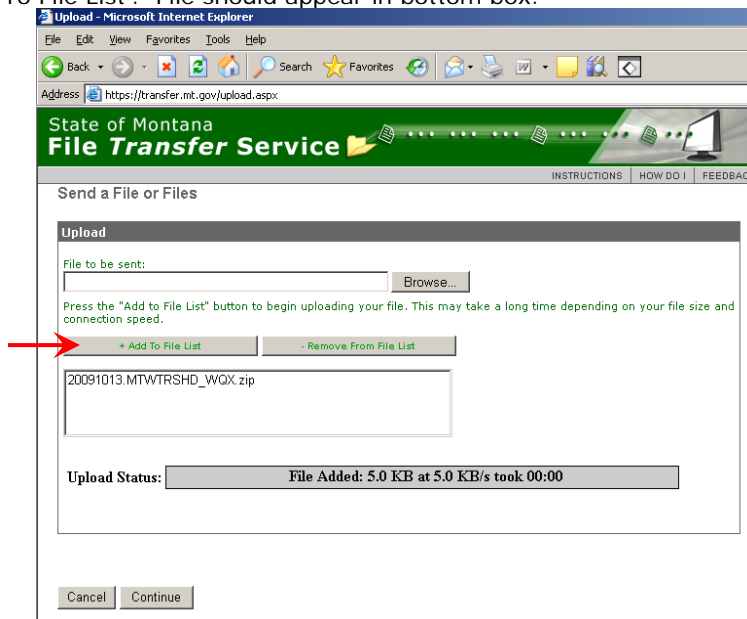 To File List". File should appear in bottom box.
Upload - Microsoft Internet Explorer
File Edit View Favorites Tools Help
Back Search Favorites
Address https://transfer.mt.gov/upload.aspx
State of Montana
File Transfer Service
INSTRUCTIONS HOW DO I FEEDBAC
Send a File or Files
Upload
File to be sent:
Browse...
Press the "Add to File List" button to begin uploading your file. This may take a long time depending on your file size and
connection speed.
+ Add To File List - Remove From File List
20091013.MTWTRSHD_WQX.zip
Upload Status: File Added: 5.0 KB at 5.0 KB/s took 00:00
Cancel Continue